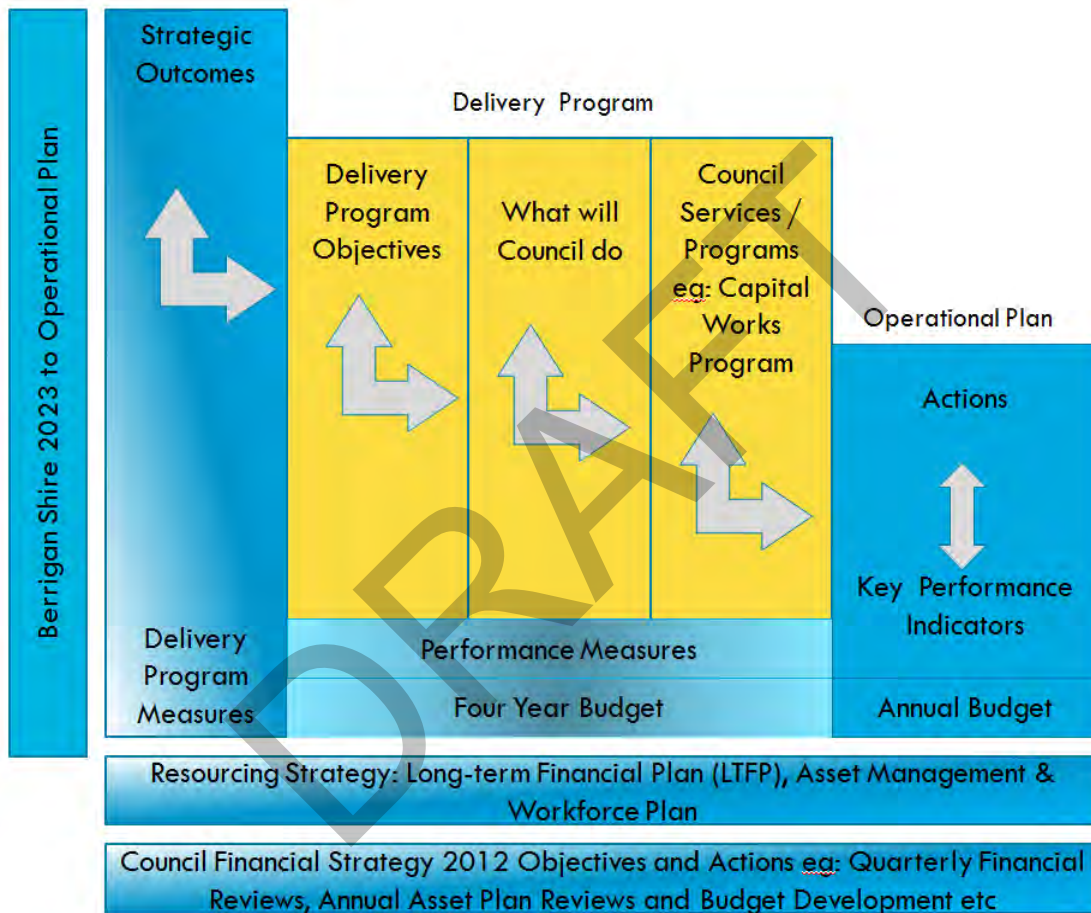 Berrigan Shire 2023 to Operational Plan
Strategic
Outcomes
Delivery
Program
Measures
Delivery Program
Delivery
Program
Objectives
What will
Council do
Council
Services /
Programs
eg: Capital
Works
Program
Performance Measures
Four Year Budget
Operational Plan
Actions
Key Performance
Indicators
Annual Budget
Resourcing Strategy: Long-term Financial Plan (LTFP), Asset Management &
Workforce Plan
Council Financial Strategy 2012 Objectives and Actions eg: Quarterly Financial
Reviews, Annual Asset Plan Reviews and Budget Development etc
DRAFT